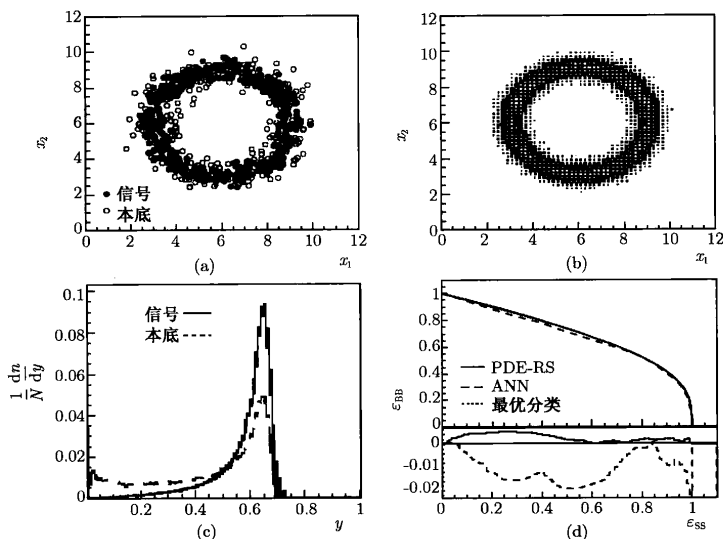 12
10
8
6
4
2
0
x₂
● 信号
○ 本底
0 2 4 6 8 10 12
x₁
(a)
12
10
8
6
4
2
0
x₂
0 2 4 6 8 10 12
x₁
(b)
0.1
0.08
0.06
0.04
0.02
0
1/N dn/dy
信号
本底
0.2 0.4 0.6 0.8 1
y
(c)
1
0.8
0.6
0.4
0.2
ε_BB
PDE-RS
ANN
最优分类
0
-0.01
-0.02
0 0.2 0.4 0.6 0.8 1
ε_SS
(d)